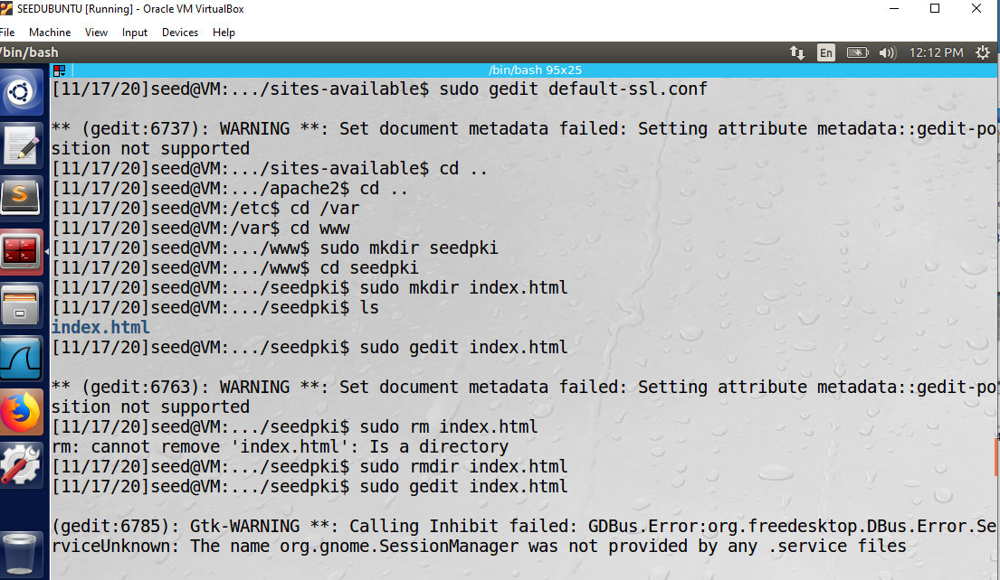 SEEDUBUNTU [Running] - Oracle VM VirtualBox
File Machine View Input Devices Help
/bin/bash En 12:12 PM
/bin/bash 95x25
[11/17/20]seed@VM:.../sites-available$ sudo gedit default-ssl.conf
** (gedit:6737): WARNING **: Set document metadata failed: Setting attribute metadata::gedit-po
sition not supported
[11/17/20]seed@VM:.../sites-available$ cd ..
[11/17/20]seed@VM:.../apache2$ cd ..
[11/17/20]seed@VM:/etc$ cd /var
[11/17/20]seed@VM:/var$ cd www
[11/17/20]seed@VM:.../www$ sudo mkdir seedpki
[11/17/20]seed@VM:.../www$ cd seedpki
[11/17/20]seed@VM:.../seedpki$ sudo mkdir index.html
[11/17/20]seed@VM:.../seedpki$ ls
index.html
[11/17/20]seed@VM:.../seedpki$ sudo gedit index.html
** (gedit:6763): WARNING **: Set document metadata failed: Setting attribute metadata::gedit-po
sition not supported
[11/17/20]seed@VM:.../seedpki$ sudo rm index.html
rm: cannot remove 'index.html': Is a directory
[11/17/20]seed@VM:.../seedpki$ sudo rmdir index.html
[11/17/20]seed@VM:.../seedpki$ sudo gedit index.html
(gedit:6785): Gtk-WARNING **: Calling Inhibit failed: GDBus.Error:org.freedesktop.DBus.Error.Se
rviceUnknown: The name org.gnome.SessionManager was not provided by any .service files